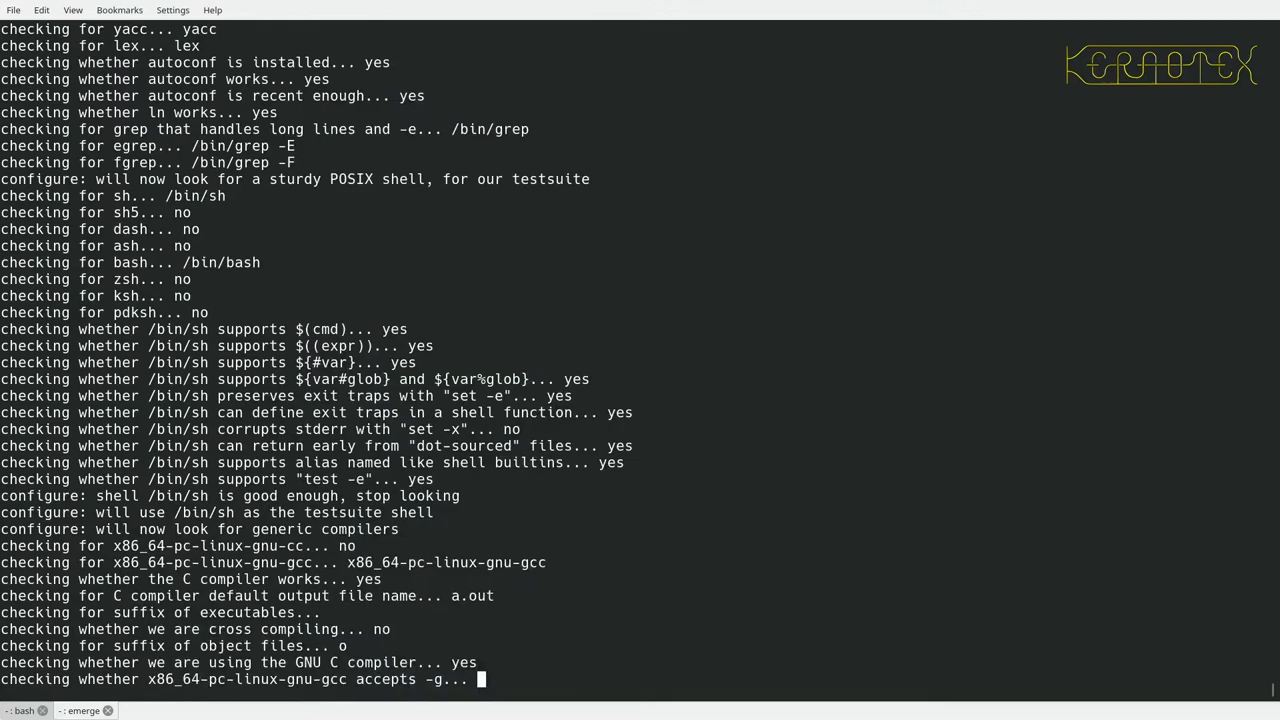 File Edit View Bookmarks Settings Help
checking for yacc... yacc
checking for lex... lex
checking whether autoconf is installed... yes
checking whether autoconf works... yes
checking whether autoconf is recent enough... yes
checking whether ln works... yes
checking for grep that handles long lines and -e... /bin/grep
checking for egrep... /bin/grep -E
checking for fgrep... /bin/grep -F
configure: will now look for a sturdy POSIX shell, for our testsuite
checking for sh... /bin/sh
checking for sh5... no
checking for dash... no
checking for ash... no
checking for bash... /bin/bash
checking for zsh... no
checking for ksh... no
checking for pdksh... no
checking whether /bin/sh supports $(cmd)... yes
checking whether /bin/sh supports $((expr))... yes
checking whether /bin/sh supports ${#var}... yes
checking whether /bin/sh supports ${var#glob} and ${var%glob}... yes
checking whether /bin/sh preserves exit traps with "set -e"... yes
checking whether /bin/sh can define exit traps in a shell function... yes
checking whether /bin/sh corrupts stderr with "set -x"... no
checking whether /bin/sh can return early from "dot-sourced" files... yes
checking whether /bin/sh supports alias named like shell builtins... yes
checking whether /bin/sh supports "test -e"... yes
configure: shell /bin/sh is good enough, stop looking
configure: will use /bin/sh as the testsuite shell
configure: will now look for generic compilers
checking for x86_64-pc-linux-gnu-cc... no
checking for x86_64-pc-linux-gnu-gcc... x86_64-pc-linux-gnu-gcc
checking whether the C compiler works... yes
checking for C compiler default output file name... a.out
checking for suffix of executables...
checking whether we are cross compiling... no
checking for suffix of object files... o
checking whether we are using the GNU C compiler... yes
checking whether x86_64-pc-linux-gnu-gcc accepts -g...
KERNOTEX
- : bash - : emerge